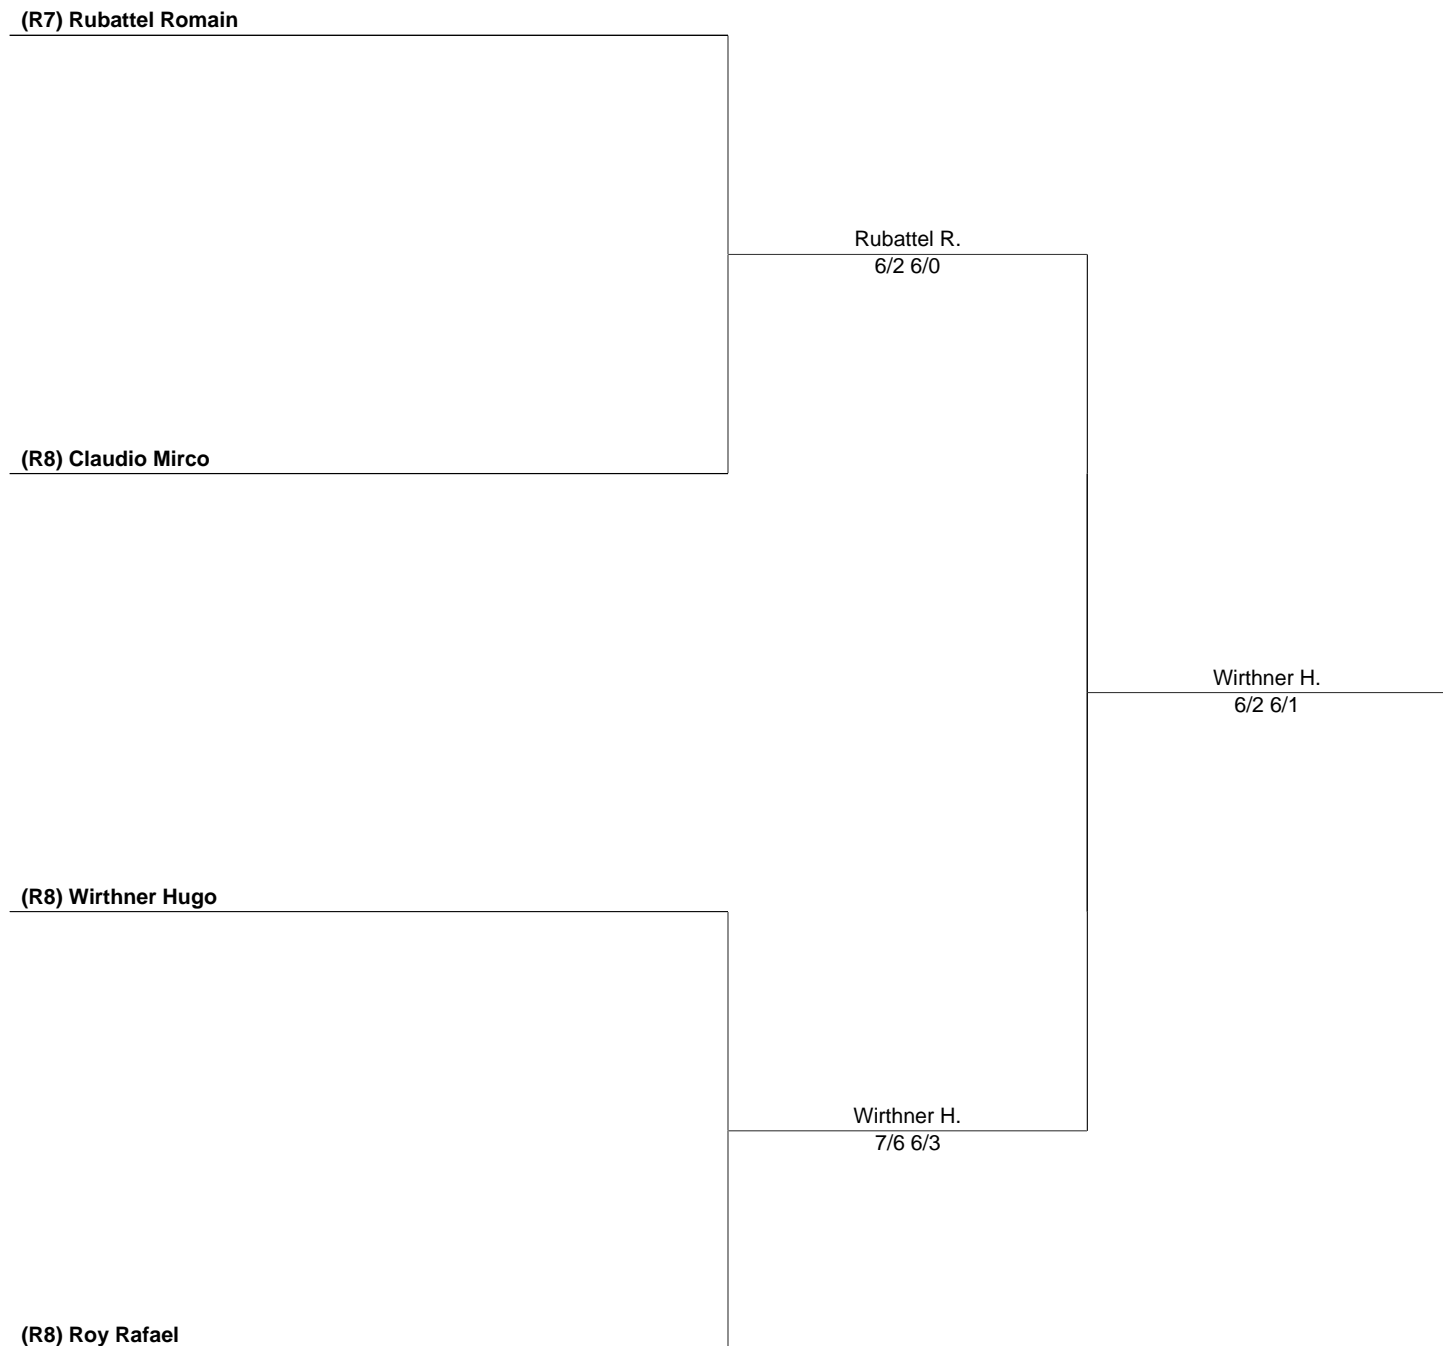 (R7) Rubattel Romain
Rubattel R.
6/2 6/0
(R8) Claudio Mirco
Wirthner H.
6/2 6/1
(R8) Wirthner Hugo
Wirthner H.
7/6 6/3
(R8) Roy Rafael